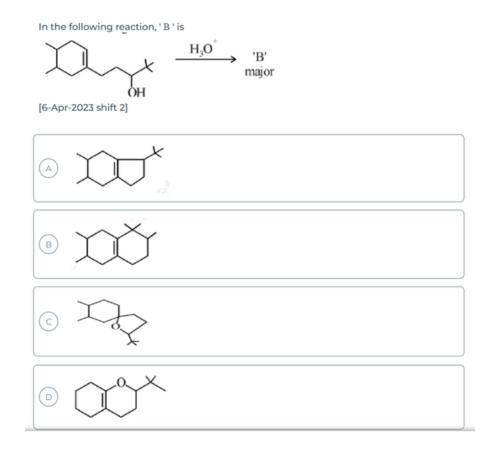 In the following reaction, ' B ' is
H₃O⁺
'B'
major
OH
[6-Apr-2023 shift 2]
A
B
C
O
D
O